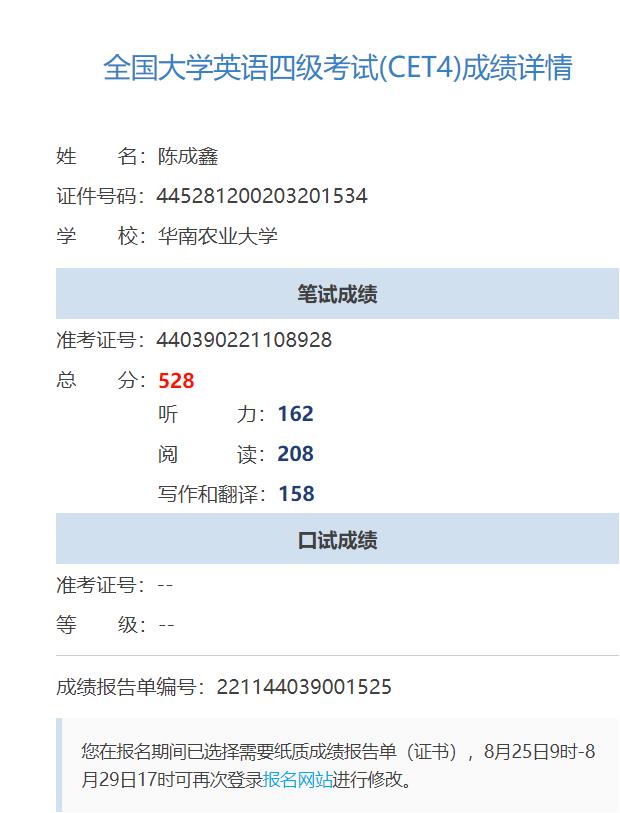 全国大学英语四级考试(CET4)成绩详情
姓 名：陈成鑫
证件号码：445281200203201534
学 校：华南农业大学
笔试成绩
准考证号：440390221108928
总 分：528
听 力：162
阅 读：208
写作和翻译：158
口试成绩
准考证号：--
等 级：--
成绩报告单编号：221144039001525
您在报名期间已选择需要纸质成绩报告单（证书），8月25日9时-8
月29日17时可再次登录报名网站进行修改。